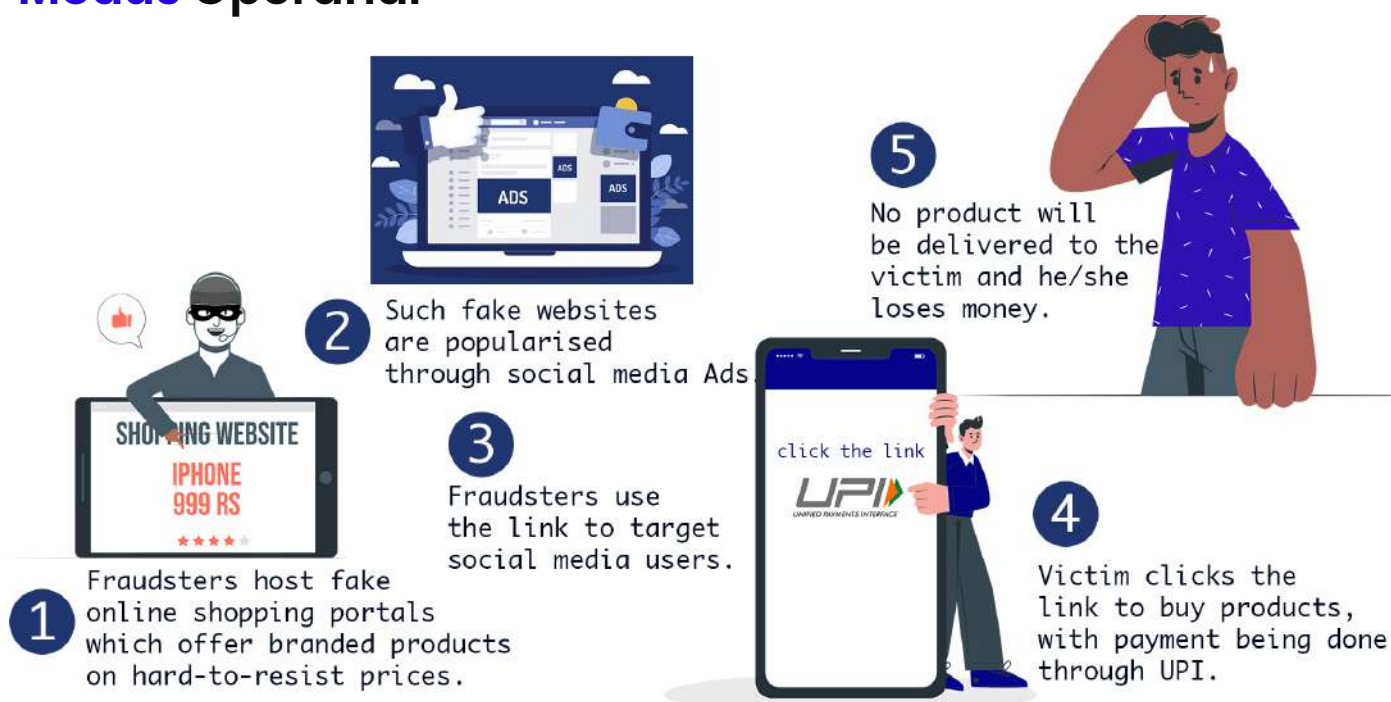 Modus Operandi
SHOPPING WEBSITE
IPHONE
999 RS
1
Fraudsters host fake
online shopping portals
which offer branded products
on hard-to-resist prices.
ADS
ADS
ADS
2
Such fake websites
are popularised
through social media Ads.
3
Fraudsters use
the link to target
social media users.
click the link
UPI
UNIFIED PAYMENTS INTERFACE
4
Victim clicks the
link to buy products,
with payment being done
through UPI.
5
No product will
be delivered to the
victim and he/she
loses money.